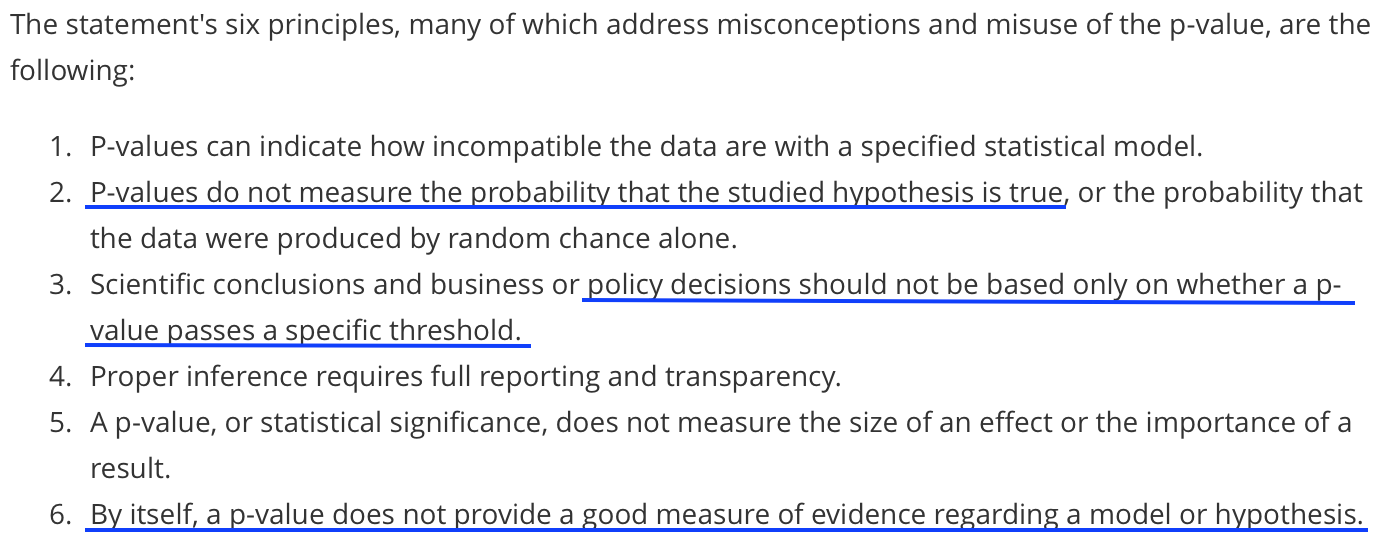 The statement's six principles, many of which address misconceptions and misuse of the p-value, are the
following:
1. P-values can indicate how incompatible the data are with a specified statistical model.
2. P-values do not measure the probability that the studied hypothesis is true, or the probability that
the data were produced by random chance alone.
3. Scientific conclusions and business or policy decisions should not be based only on whether a p-
value passes a specific threshold.
4. Proper inference requires full reporting and transparency.
5. A p-value, or statistical significance, does not measure the size of an effect or the importance of a
result.
6. By itself, a p-value does not provide a good measure of evidence regarding a model or hypothesis.